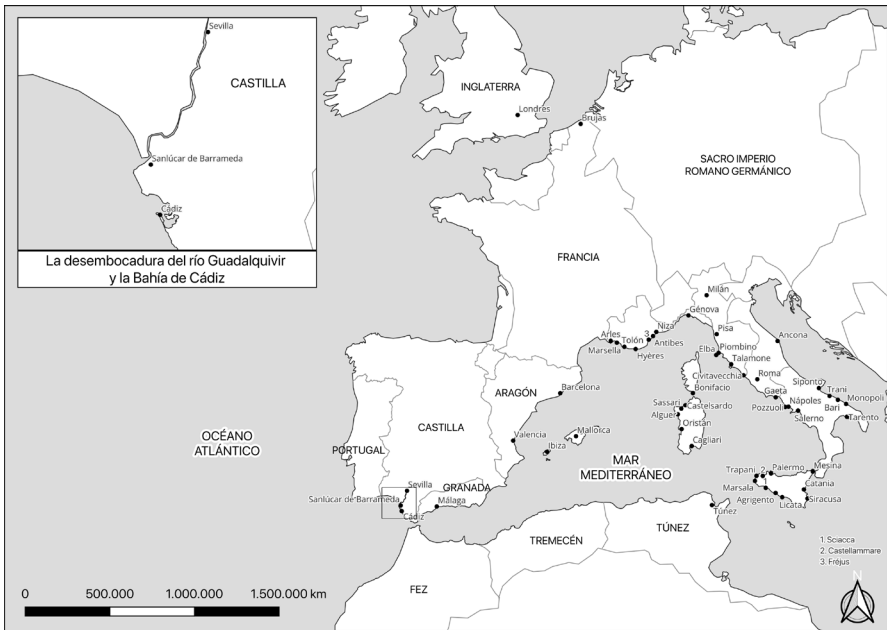 Sevilla
CASTILLA
Sanlúcar de Barrameda
Cádiz
La desembocadura del río Guadalquivir
y la Bahía de Cádiz
INGLATERRA
Londres
Brujas
SACRO IMPERIO
ROMANO GERMÁNICO
FRANCIA
Milán
Génova
Niza
3
Arles
Tolón
Antibes
Marsella
Hyères
Pisa
Ancona
Elba
Piombino
Talamone
Civitavecchia
Roma
Bonifacio
Siponto
Trani
Gaeta
Monopoli
Nápoles
Bari
Pozzuoli
Salerno
Tarento
Sassari
Castelsardo
Alguer
Oristán
Cagliari
ARAGÓN
Barcelona
CASTILLA
Valencia
Mallorca
Ibiza
OCÉANO
ATLÁNTICO
PORTUGAL
MAR
MEDITERRÁNEO
Sevilla
GRANADA
Sanlúcar de Barrameda
Málaga
Cádiz
Trapani
2
Palermo
Mesina
Marsala
1
Catania
Agrigento
Licata
Siracusa
Túnez
TÚNEZ
TREMECÉN
FEZ
1. Sciacca
2. Castellammare
3. Fréjus
N
0
500.000
1.000.000
1.500.000 km